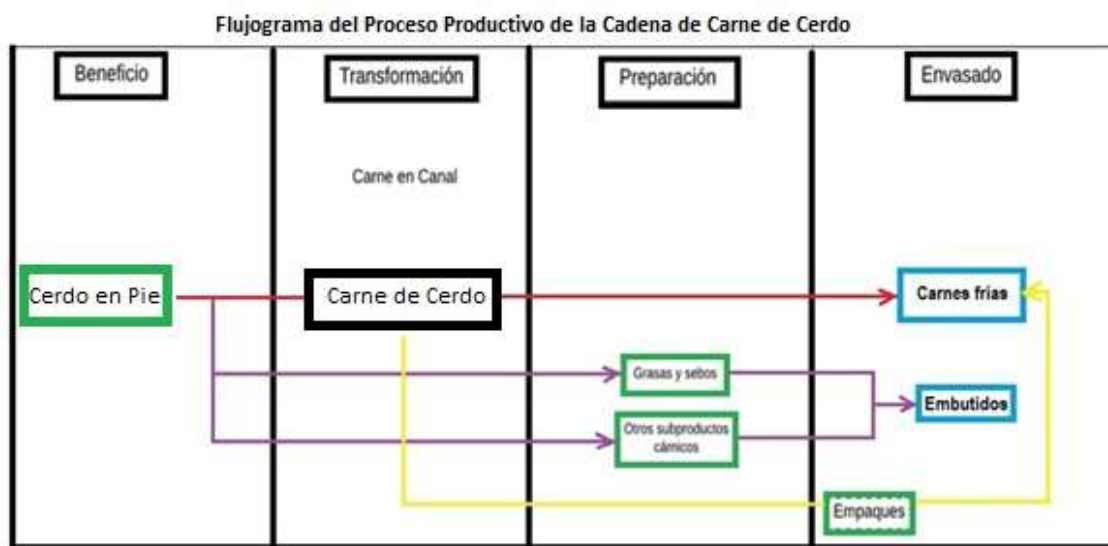 Flujograma del Proceso Productivo de la Cadena de Carne de Cerdo
Beneficio
Transformación
Preparación
Envasado
Carne en Canal
Cerdo en Pie
Carne de Cerdo
Carnes frías
Grasas y sebos
Embutidos
Otros subproductos
cárnicos
Empaques